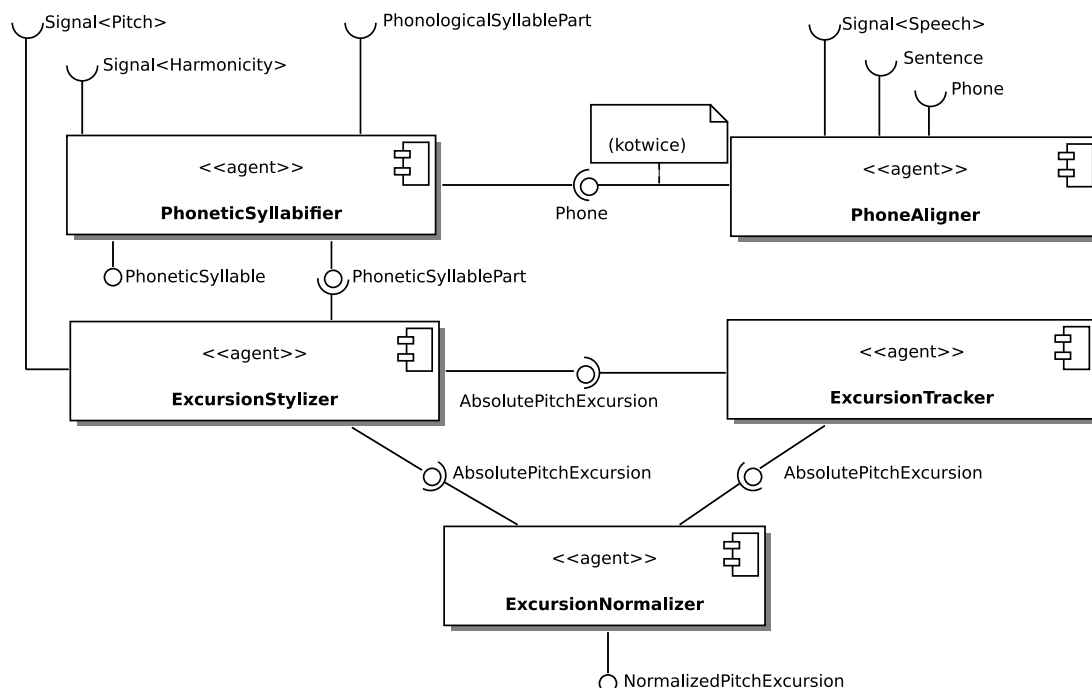 Signal<Pitch>
PhonologicalSyllablePart
Signal<Speech>
Signal<Harmonicity>
Sentence
Phone
(kotwice)
<<agent>>
PhoneticSyllabifier
<<agent>>
PhoneAligner
Phone
PhoneticSyllable
PhoneticSyllablePart
<<agent>>
ExcursionStylizer
<<agent>>
ExcursionTracker
AbsolutePitchExcursion
AbsolutePitchExcursion
AbsolutePitchExcursion
<<agent>>
ExcursionNormalizer
NormalizedPitchExcursion